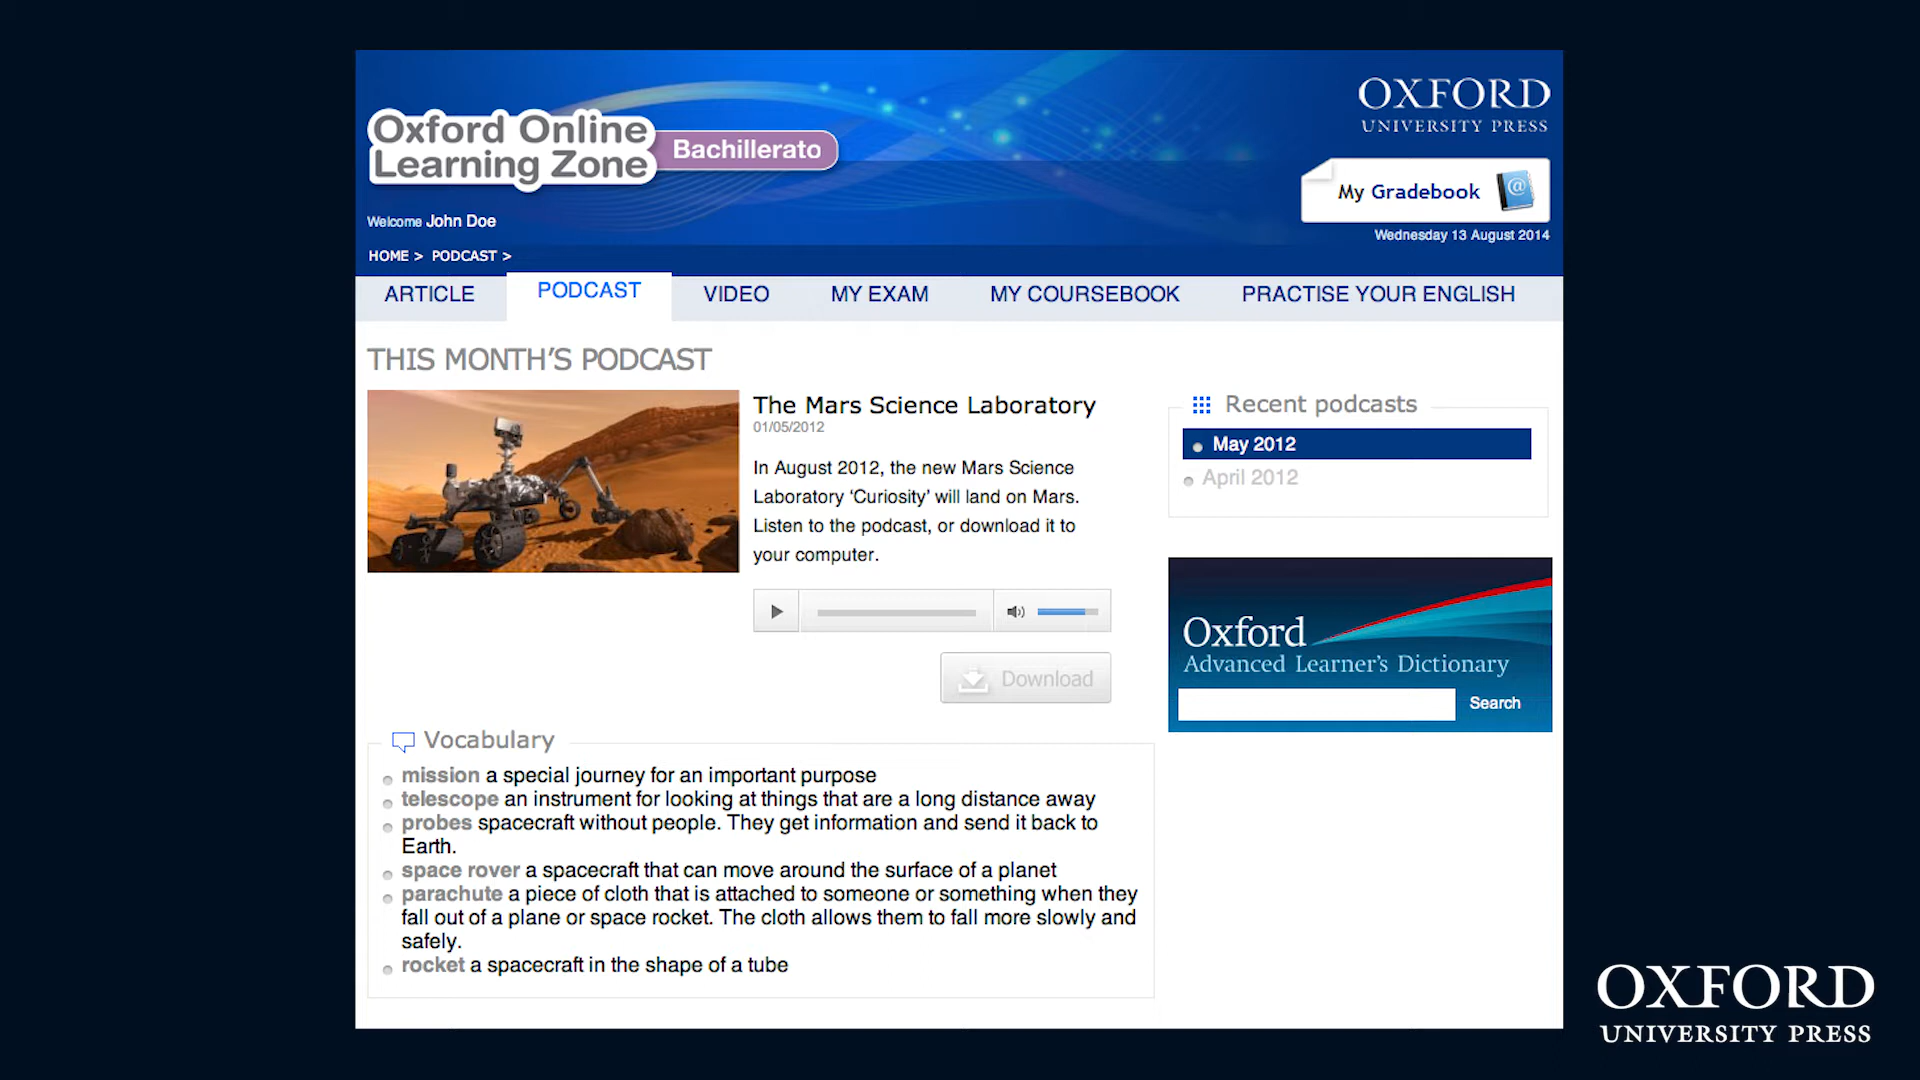 OXFORD
UNIVERSITY PRESS
Oxford Online
Learning Zone
Bachillerato
My Gradebook
@
Welcome John Doe
Wednesday 13 August 2014
HOME > PODCAST >
ARTICLE PODCAST VIDEO MY EXAM MY COURSEBOOK PRACTISE YOUR ENGLISH
THIS MONTH’S PODCAST
The Mars Science Laboratory
01/05/2012
In August 2012, the new Mars Science
Laboratory ‘Curiosity’ will land on Mars.
Listen to the podcast, or download it to
your computer.
Download
Recent podcasts
May 2012
April 2012
Oxford
Advanced Learner's Dictionary
Search
Vocabulary
mission a special journey for an important purpose
telescope an instrument for looking at things that are a long distance away
probes spacecraft without people. They get information and send it back to
Earth.
space rover a spacecraft that can move around the surface of a planet
parachute a piece of cloth that is attached to someone or something when they
fall out of a plane or space rocket. The cloth allows them to fall more slowly and
safely.
rocket a spacecraft in the shape of a tube
OXFORD
UNIVERSITY PRESS